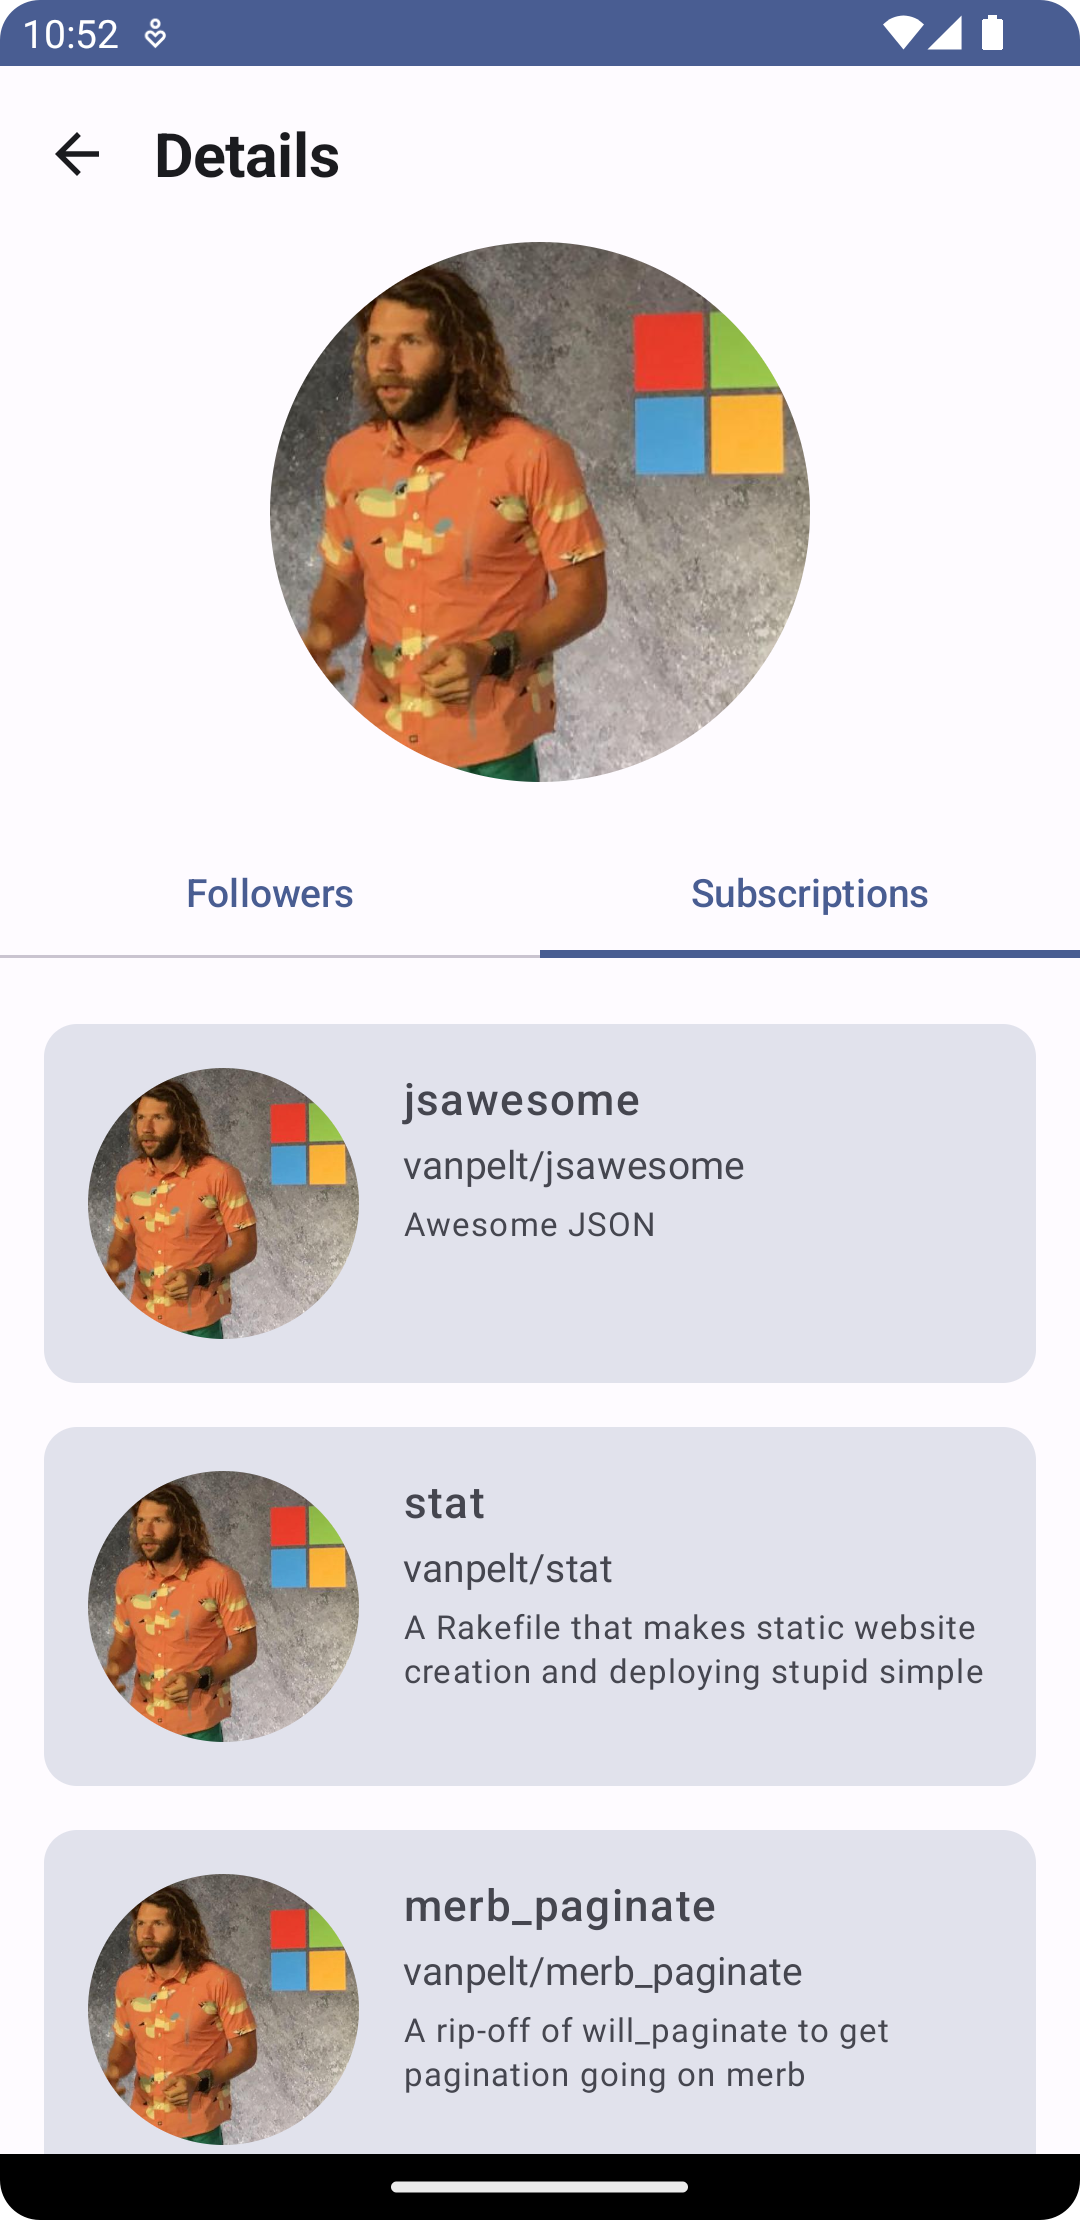 10:52
Details
Followers
Subscriptions
jsawesome
vanpelt/jsawesome
Awesome JSON
stat
vanpelt/stat
A Rakefile that makes static website
creation and deploying stupid simple
merb_paginate
vanpelt/merb_paginate
A rip-off of will_paginate to get
pagination going on merb